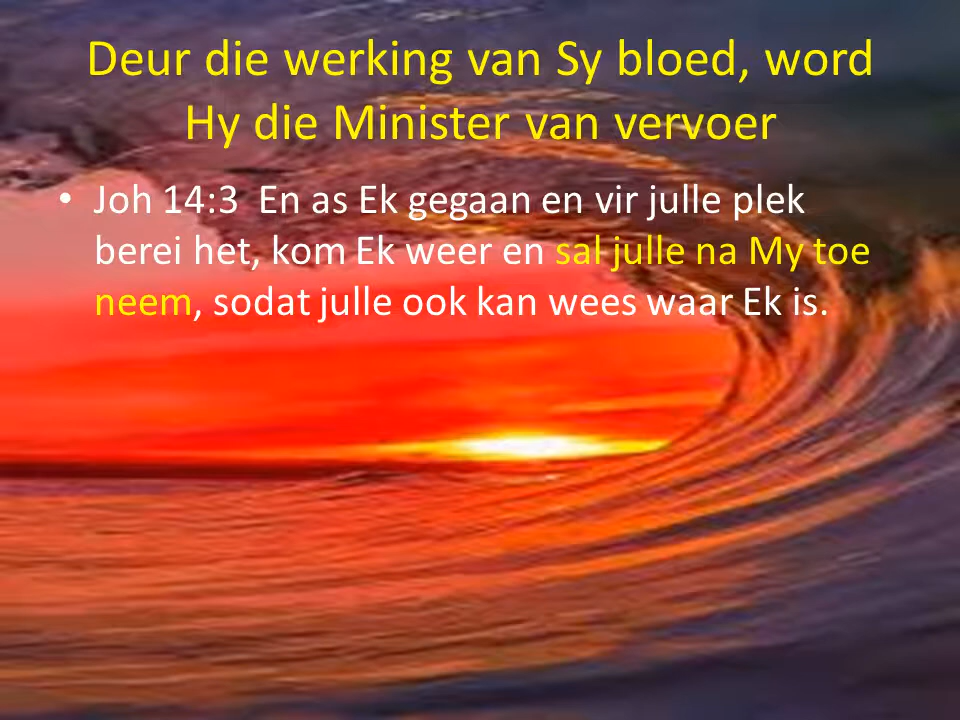 Deur die werking van Sy bloed, word
Hy die Minister van vervoer
• Joh 14:3  En as Ek gegaan en vir julle plek
berei het, kom Ek weer en sal julle na My toe
neem, sodat julle ook kan wees waar Ek is.